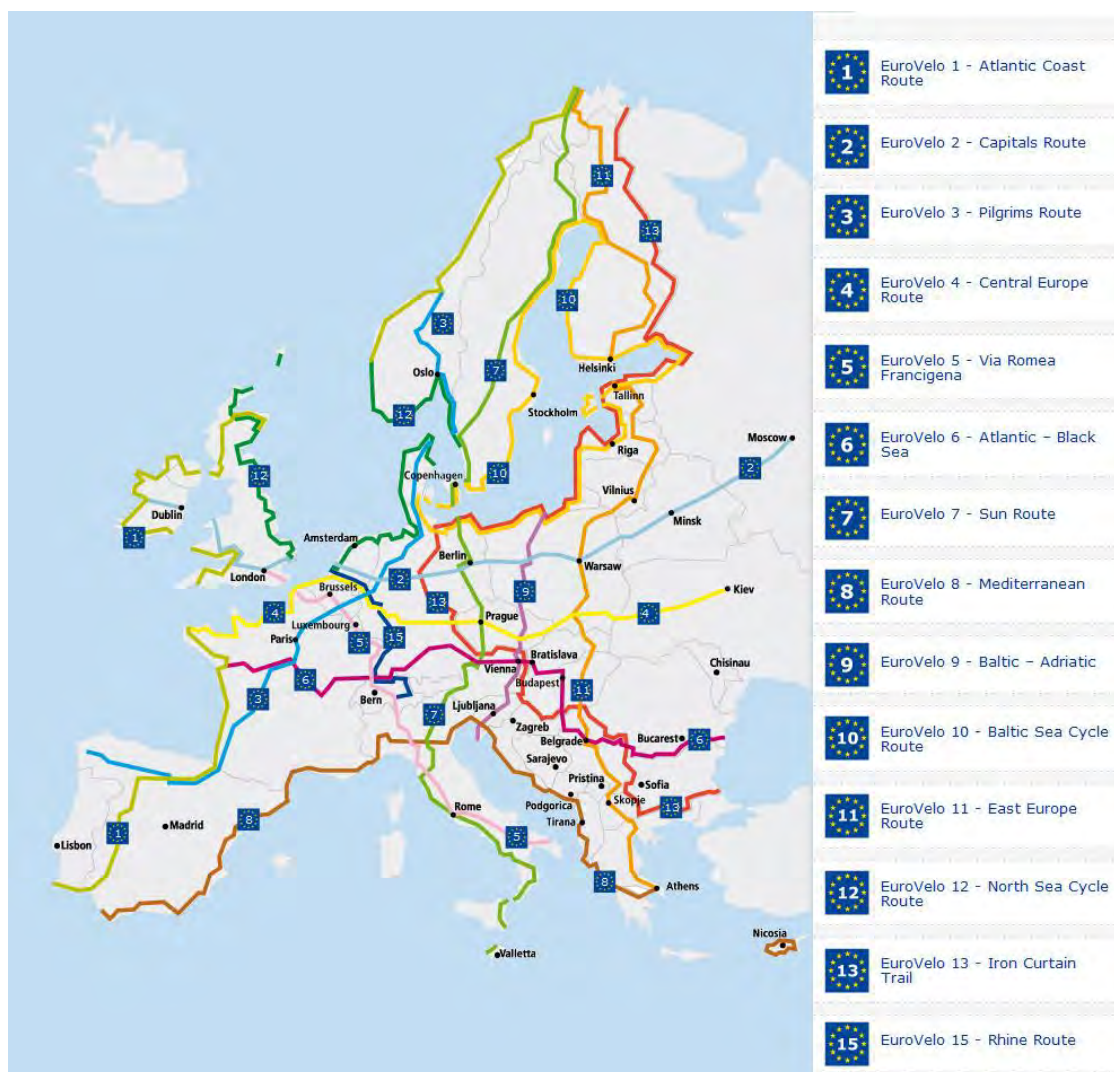 11
13
3
10
7
Oslo
Helsinki
12
Tallinn
Stockholm
Moscow
2
Riga
12
10
Copenhagen
Vilnius
Dublin
Minsk
1
Amsterdam
Berlin
Warsaw
London
2
Brussels
9
Kiev
13
4
4
Prague
Luxembourg
15
Paris
5
Bratislava
Vienna
Chisinau
6
Budapest
11
Bern
3
Ljubljana
7
Zagreb
Belgrade
Bucarest
6
Sarajevo
Pristina
Sofia
Podgorica
Skopje
13
Rome
Tirana
8
Madrid
1
5
Lisbon
8
Athens
Nicosia
Valletta
1
EuroVelo 1 - Atlantic Coast
Route
2
EuroVelo 2 - Capitals Route
3
EuroVelo 3 - Pilgrims Route
4
EuroVelo 4 - Central Europe
Route
5
EuroVelo 5 - Via Romea
Francigena
6
EuroVelo 6 - Atlantic – Black
Sea
7
EuroVelo 7 - Sun Route
8
EuroVelo 8 - Mediterranean
Route
9
EuroVelo 9 - Baltic – Adriatic
10
EuroVelo 10 - Baltic Sea Cycle
Route
11
EuroVelo 11 - East Europe
Route
12
EuroVelo 12 - North Sea Cycle
Route
13
EuroVelo 13 - Iron Curtain
Trail
15
EuroVelo 15 - Rhine Route